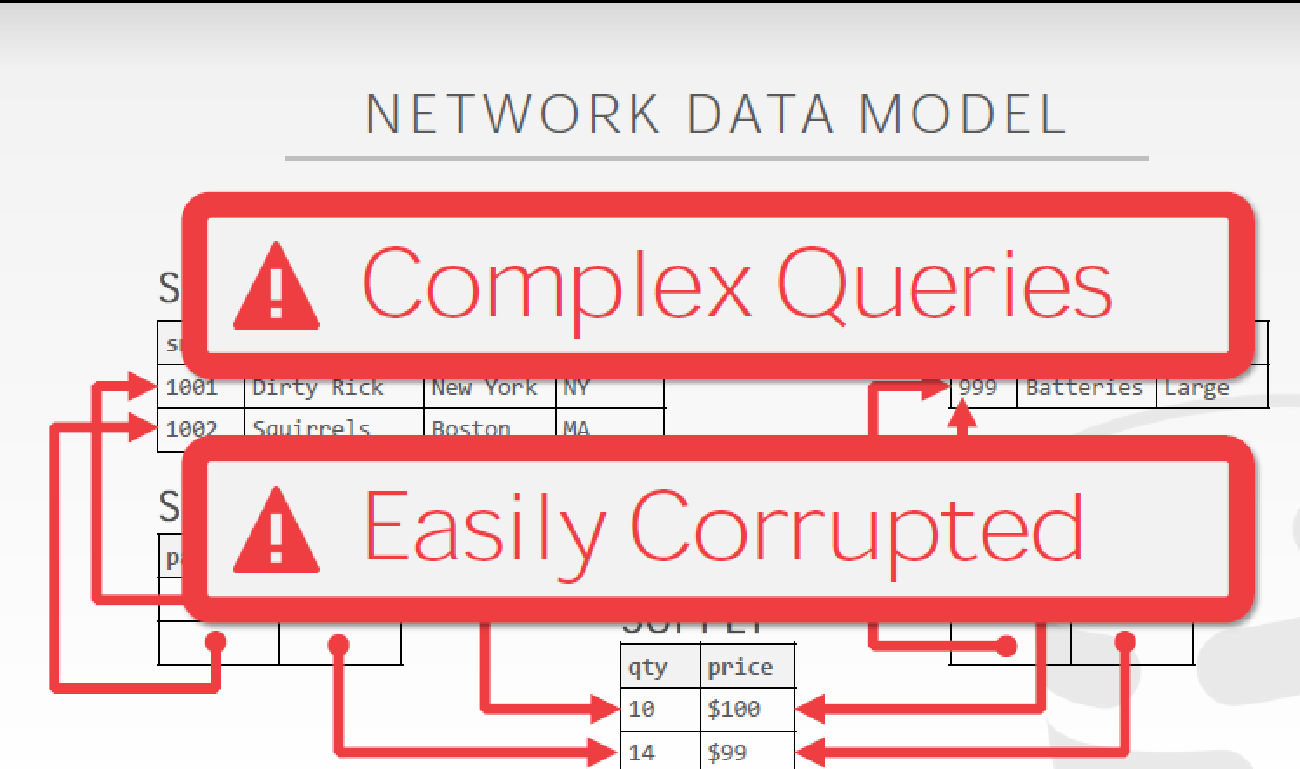 NETWORK DATA MODEL
Complex Queries
1001 Dirty Rick New York NY
999 Batteries Large
1002 Squirrels Boston MA
Easily Corrupted
qty price
10 $100
14 $99